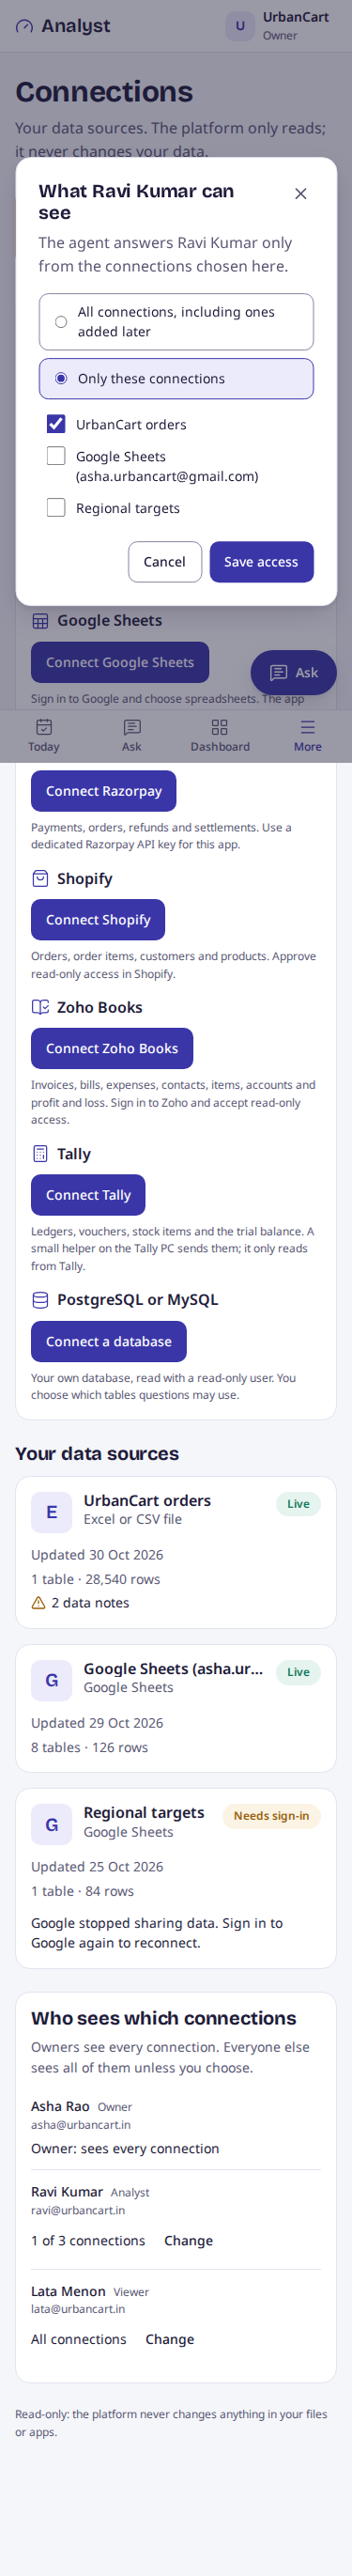 Analyst
U
UrbanCart
Owner
Connections
Your data sources. The platform only reads;
it never changes your data.
What Ravi Kumar can
see
The agent answers Ravi Kumar only
from the connections chosen here.
All connections, including ones
added later
Only these connections
UrbanCart orders
Google Sheets
(asha.urbancart@gmail.com)
Regional targets
Cancel
Save access
Google Sheets
Connect Google Sheets
Ask
Sign in to Google and choose spreadsheets. The app
Today
Ask
Dashboard
More
Connect Razorpay
Payments, orders, refunds and settlements. Use a
dedicated Razorpay API key for this app.
Shopify
Connect Shopify
Orders, order items, customers and products. Approve
read-only access in Shopify.
Zoho Books
Connect Zoho Books
Invoices, bills, expenses, contacts, items, accounts and
profit and loss. Sign in to Zoho and accept read-only
access.
Tally
Connect Tally
Ledgers, vouchers, stock items and the trial balance. A
small helper on the Tally PC sends them; it only reads
from Tally.
PostgreSQL or MySQL
Connect a database
Your own database, read with a read-only user. You
choose which tables questions may use.
Your data sources
E
UrbanCart orders
Live
Excel or CSV file
Updated 30 Oct 2026
1 table · 28,540 rows
2 data notes
G
Google Sheets (asha.ur...
Live
Google Sheets
Updated 29 Oct 2026
8 tables · 126 rows
G
Regional targets
Needs sign-in
Google Sheets
Updated 25 Oct 2026
1 table · 84 rows
Google stopped sharing data. Sign in to
Google again to reconnect.
Who sees which connections
Owners see every connection. Everyone else
sees all of them unless you choose.
Asha Rao Owner
asha@urbancart.in
Owner: sees every connection
Ravi Kumar Analyst
ravi@urbancart.in
1 of 3 connections Change
Lata Menon Viewer
lata@urbancart.in
All connections Change
Read-only: the platform never changes anything in your files
or apps.